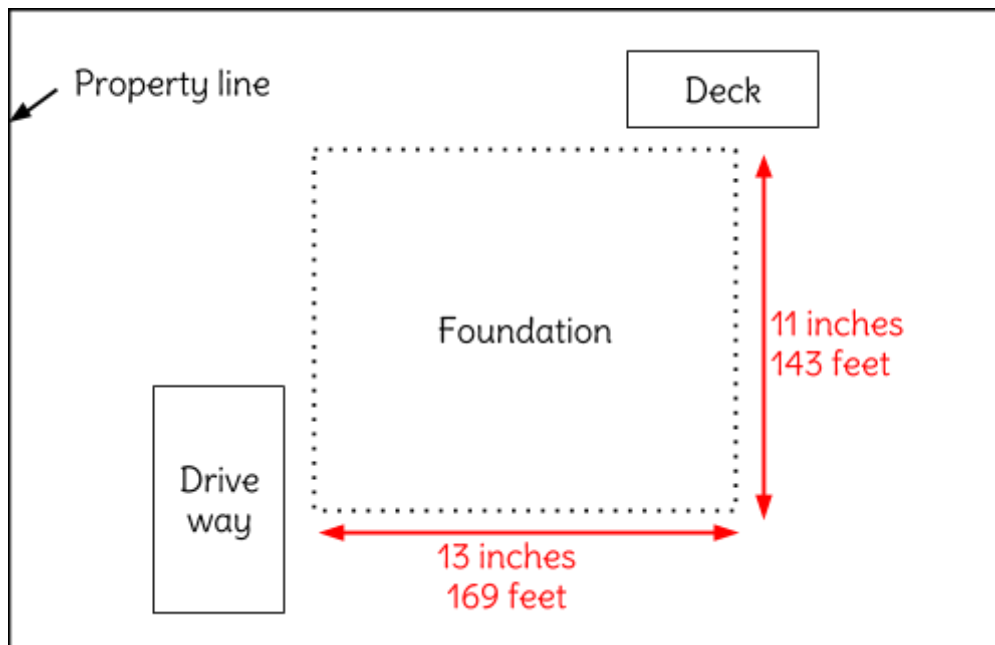 Property line
Deck
Foundation
11 inches
143 feet
Drive
way
13 inches
169 feet